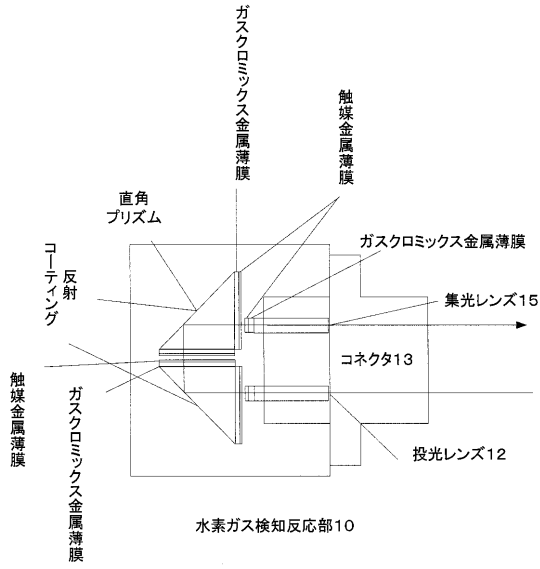 ガスクロミックス金属薄膜
触媒金属薄膜
直角
プリズム
ガスクロミックス金属薄膜
反射
コーティング
集光レンズ15
コネクタ13
触媒金属薄膜
ガスクロミックス金属薄膜
投光レンズ12
水素ガス検知反応部10